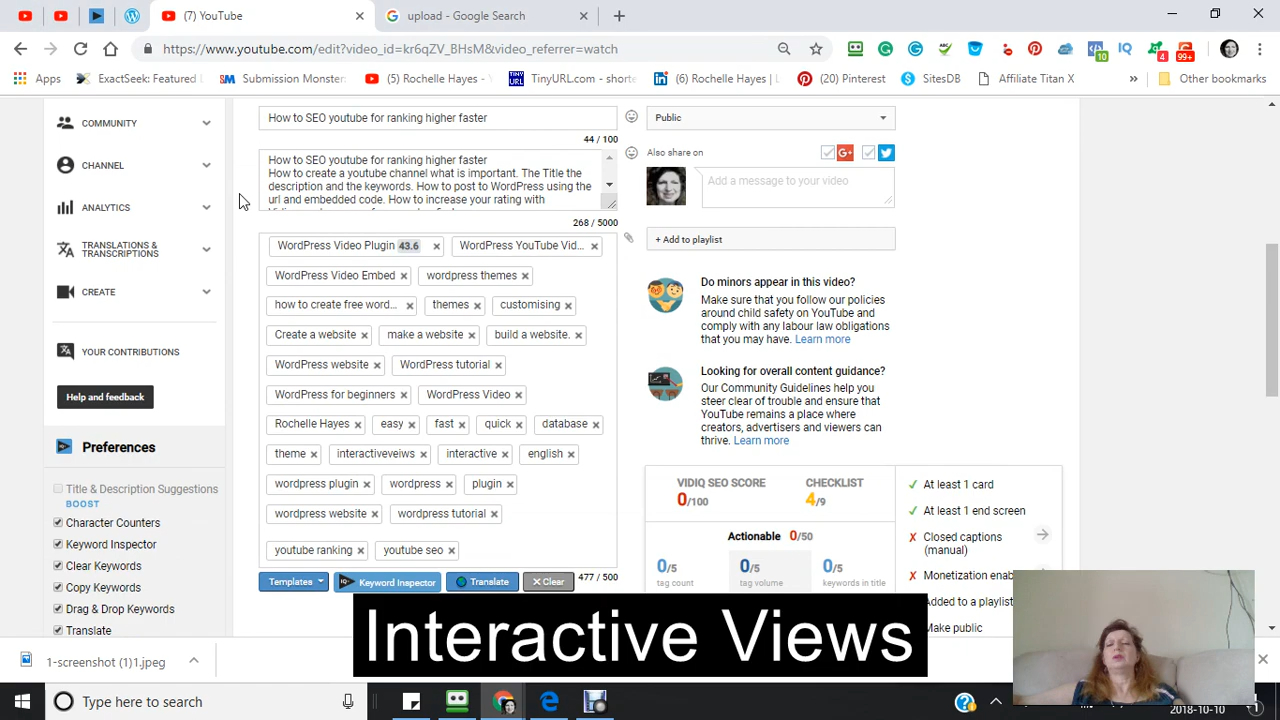 (7) YouTube
upload - Google Search
https://www.youtube.com/edit?video_id=kr6qZV_BHsM&video_referrer=watch
10
4
99+
Apps
ExactSeek: Featured L
Submission Monster
(5) Rochelle Hayes -
TinyURL.com - shorte
(6) Rochelle Hayes |
(20) Pinterest
SitesDB
Affiliate Titan X
»
Other bookmarks
COMMUNITY
CHANNEL
ANALYTICS
TRANSLATIONS &
TRANSCRIPTIONS
CREATE
YOUR CONTRIBUTIONS
Help and feedback
Preferences
Title & Description Suggestions
BOOST
Character Counters
Keyword Inspector
Clear Keywords
Copy Keywords
Drag & Drop Keywords
Translate
How to SEO youtube for ranking higher faster
44 / 100
How to SEO youtube for ranking higher faster
How to create a youtube channel what is important. The Title the
description and the keywords. How to post to WordPress using the
url and embedded code. How to increase your rating with
268 / 5000
WordPress Video Plugin 43.6
WordPress YouTube Vid...
WordPress Video Embed
wordpress themes
how to create free word...
themes
customising
Create a website
make a website
build a website.
WordPress website
WordPress tutorial
WordPress for beginners
WordPress Video
Rochelle Hayes
easy
fast
quick
database
theme
interactiveveiws
interactive
english
wordpress plugin
wordpress
plugin
wordpress website
wordpress tutorial
youtube ranking
youtube seo
Templates
Keyword Inspector
Translate
Clear
477 / 500
Public
Also share on
G+
Add a message to your video
+ Add to playlist
Do minors appear in this video?
Make sure that you follow our policies
around child safety on YouTube and
comply with any labour law obligations
that you may have. Learn more
Looking for overall content guidance?
Our Community Guidelines help you
steer clear of trouble and ensure that
YouTube remains a place where
creators, advertisers and viewers can
thrive. Learn more
VIDIQ SEO SCORE
0/100
CHECKLIST
4/9
Actionable 0/50
0/5
tag count
0/5
tag volume
0/5
keywords in title
At least 1 card
At least 1 end screen
Closed captions
(manual)
Monetization enab
Added to a playlist
Make public
Interactive Views
1-screenshot (1)1.jpeg
Type here to search
2018-10-10